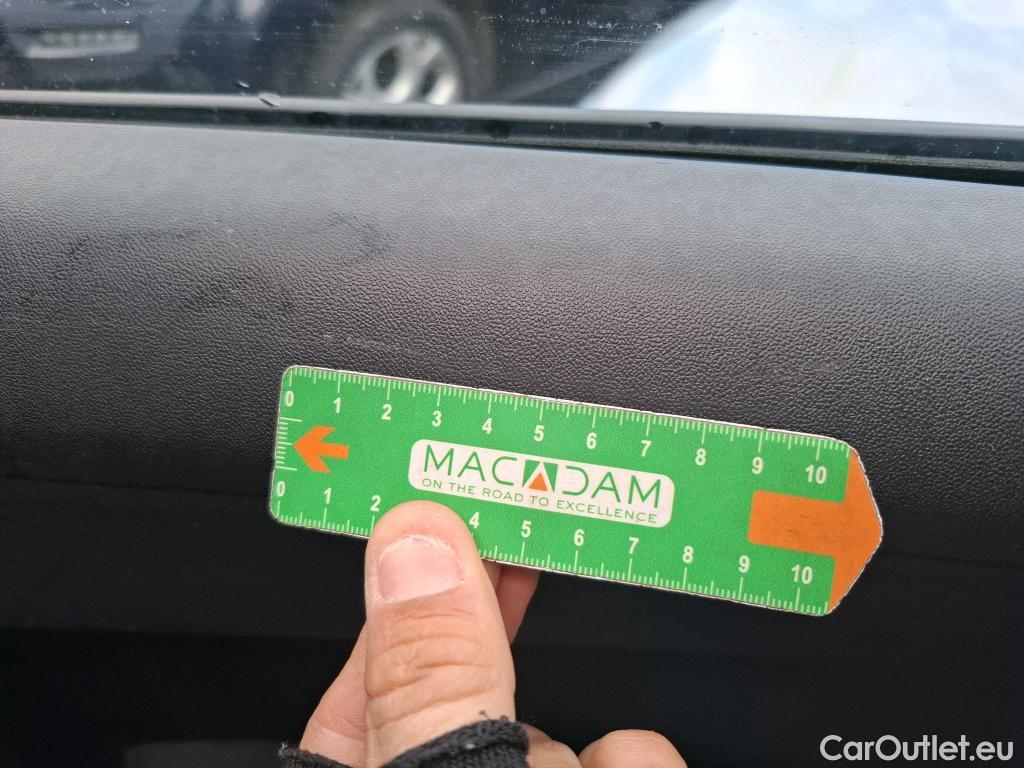 0 1 2 3 4 5 6 7 8 9 10
MACADAM
ON THE ROAD TO EXCELLENCE
0 1 2 4 5 6 7 8 9 10
CarOutlet.eu